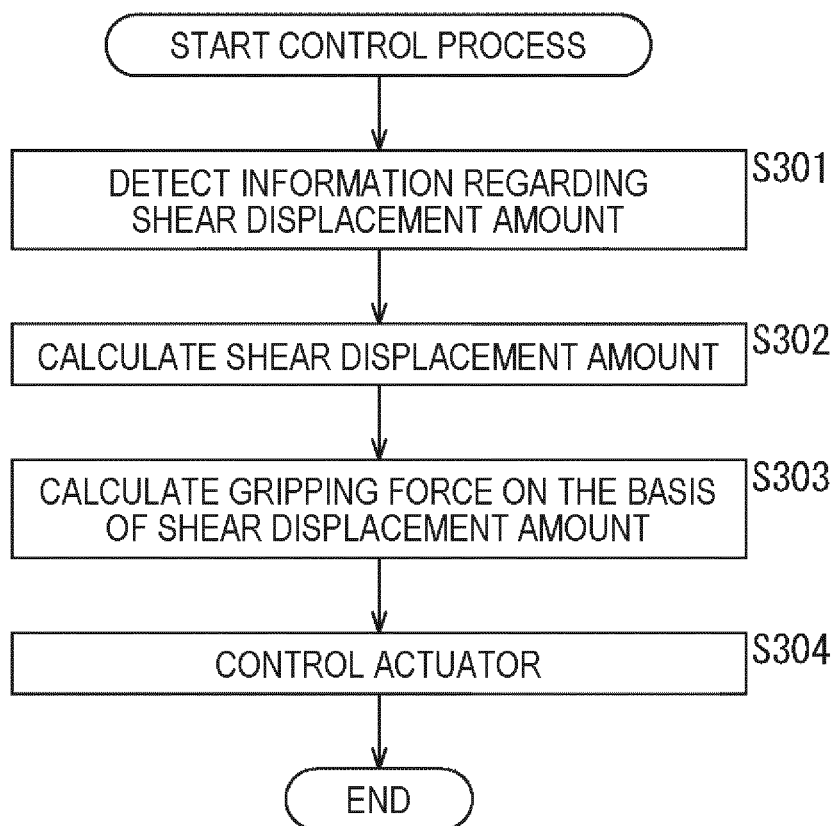 START CONTROL PROCESS
S301
DETECT INFORMATION REGARDING
SHEAR DISPLACEMENT AMOUNT
S302
CALCULATE SHEAR DISPLACEMENT AMOUNT
S303
CALCULATE GRIPPING FORCE ON THE BASIS
OF SHEAR DISPLACEMENT AMOUNT
S304
CONTROL ACTUATOR
END